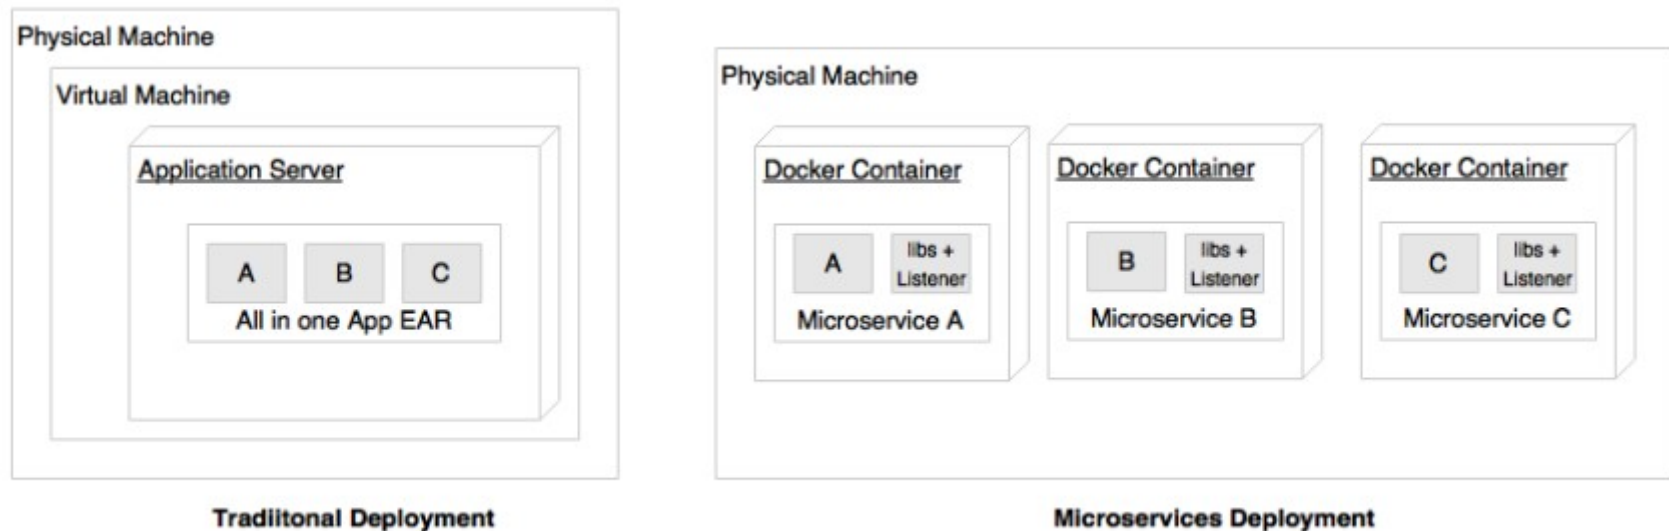 Physical Machine
Virtual Machine
Application Server
A
B
C
All in one App EAR
Tradiitonal Deployment
Physical Machine
Docker Container
A
libs +
Listener
Microservice A
Docker Container
B
libs +
Listener
Microservice B
Docker Container
C
libs +
Listener
Microservice C
Microservices Deployment